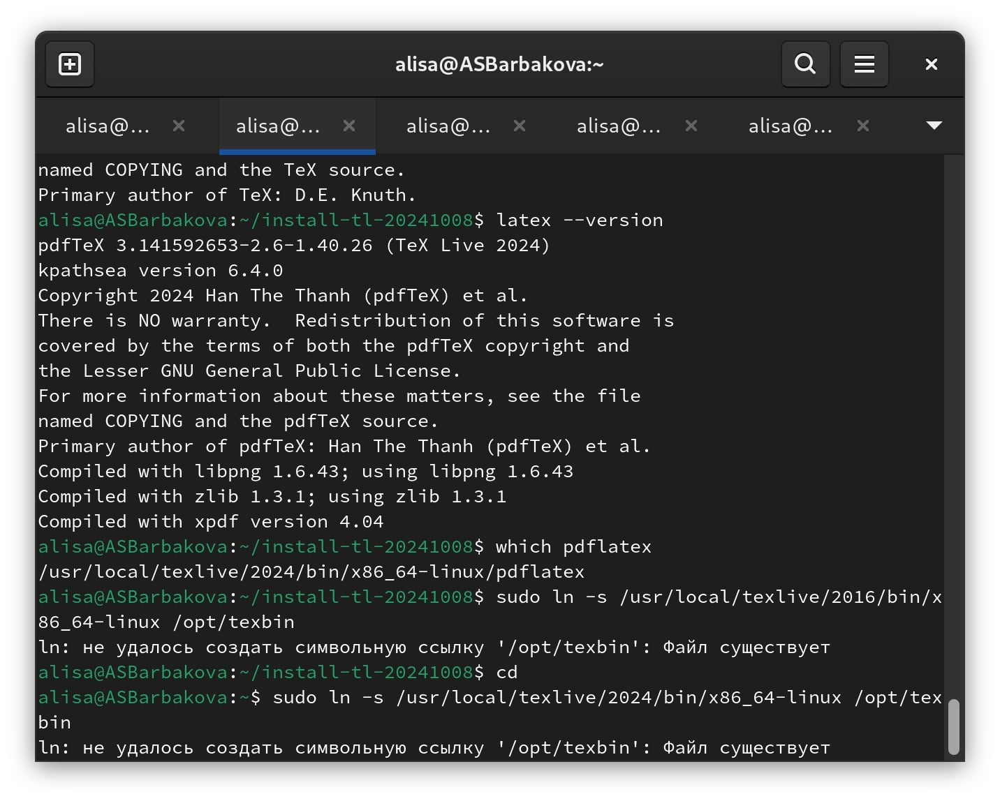 alisa@ASBarbakova:~
alisa@... alisa@... alisa@... alisa@... alisa@...
named COPYING and the TeX source.
Primary author of TeX: D.E. Knuth.
alisa@ASBarbakova:~/install-tl-20241008$ latex --version
pdfTeX 3.141592653-2.6-1.40.26 (TeX Live 2024)
kpathsea version 6.4.0
Copyright 2024 Han The Thanh (pdfTeX) et al.
There is NO warranty.  Redistribution of this software is
covered by the terms of both the pdfTeX copyright and
the Lesser GNU General Public License.
For more information about these matters, see the file
named COPYING and the pdfTeX source.
Primary author of pdfTeX: Han The Thanh (pdfTeX) et al.
Compiled with libpng 1.6.43; using libpng 1.6.43
Compiled with zlib 1.3.1; using zlib 1.3.1
Compiled with xpdf version 4.04
alisa@ASBarbakova:~/install-tl-20241008$ which pdflatex
/usr/local/texlive/2024/bin/x86_64-linux/pdflatex
alisa@ASBarbakova:~/install-tl-20241008$ sudo ln -s /usr/local/texlive/2016/bin/x
86_64-linux /opt/texbin
ln: не удалось создать символьную ссылку '/opt/texbin': Файл существует
alisa@ASBarbakova:~/install-tl-20241008$ cd
alisa@ASBarbakova:~$ sudo ln -s /usr/local/texlive/2024/bin/x86_64-linux /opt/tex
bin
ln: не удалось создать символьную ссылку '/opt/texbin': Файл существует